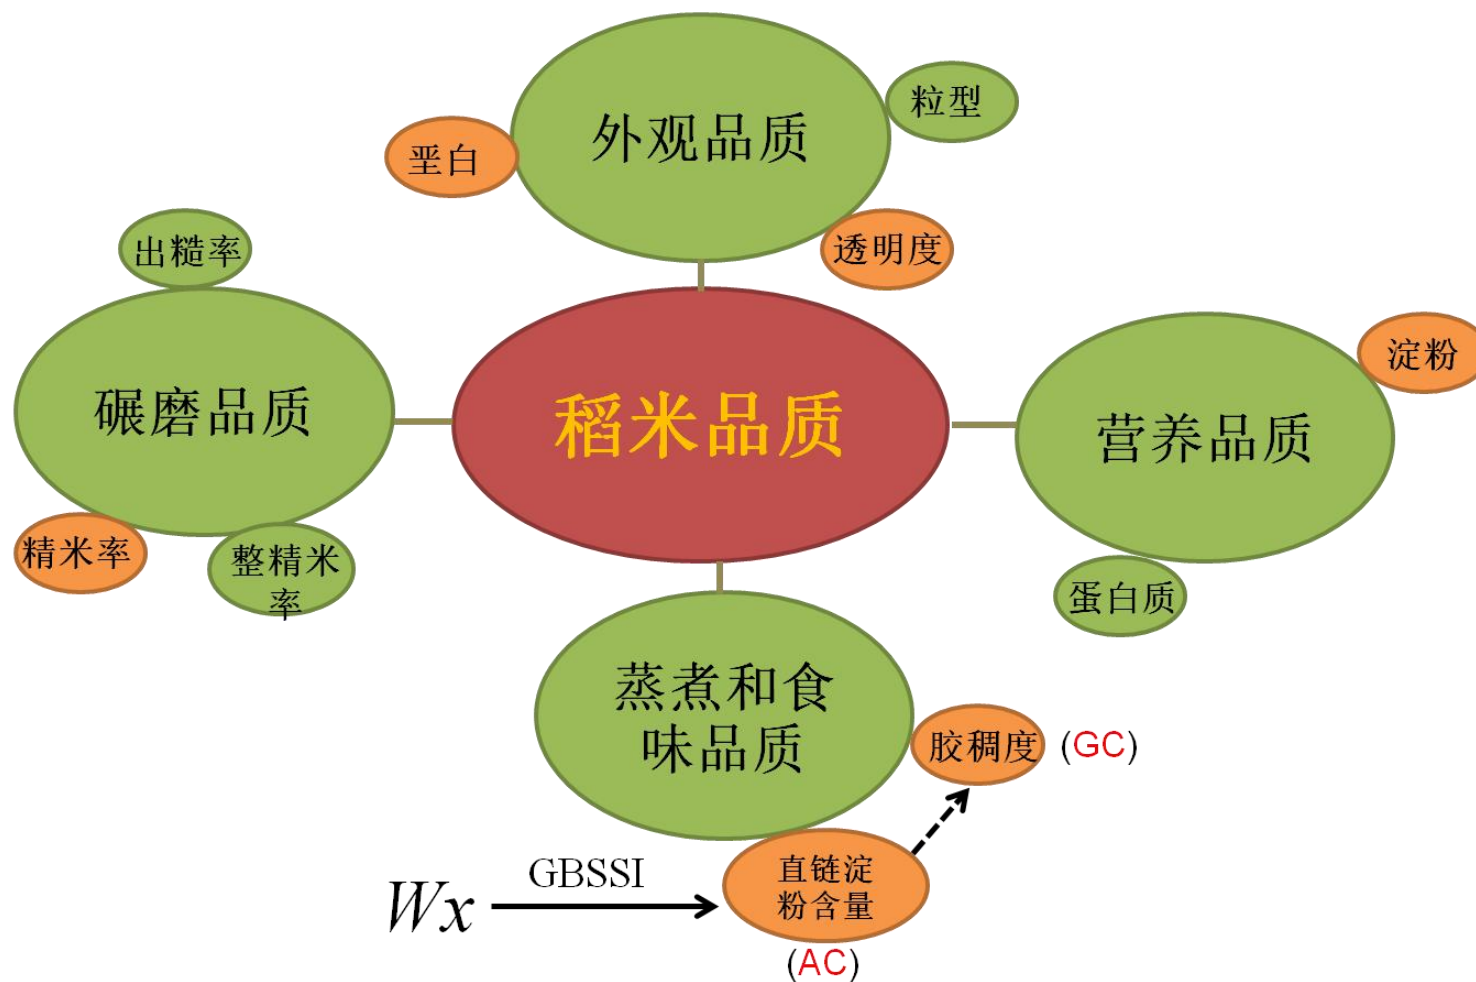 外观品质
粒型
垩白
透明度
出糙率
碾磨品质
精米率
整精米
率
稻米品质
淀粉
营养品质
蛋白质
蒸煮和食
味品质
胶稠度 (GC)
Wx
GBSSI
直链淀
粉含量
(AC)